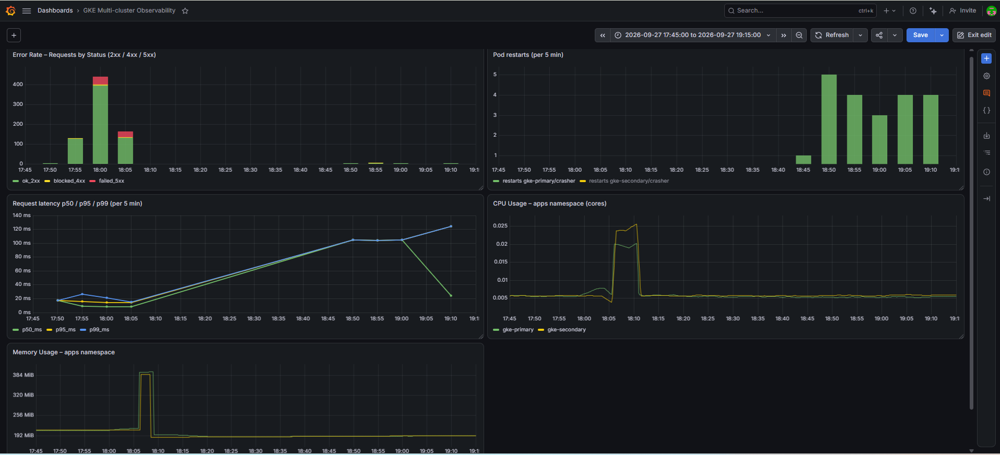 Dashboards › GKE Multi-cluster Observability
Search... ctrl+k
Invite
2026-09-27 17:45:00 to 2026-09-27 19:15:00
Refresh
Save
Exit edit
Error Rate – Requests by Status (2xx / 4xx / 5xx)
400
300
200
100
0
17:45 17:50 17:55 18:00 18:05 18:10 18:15 18:20 18:25 18:30 18:35 18:40 18:45 18:50 18:55 19:00 19:05 19:10
ok_2xx blocked_4xx failed_5xx
Pod restarts (per 5 min)
5
4
3
2
1
17:45 17:50 17:55 18:00 18:05 18:10 18:15 18:20 18:25 18:30 18:35 18:40 18:45 18:50 18:55 19:00 19:05 19:10
restarts gke-primary/crasher restarts gke-secondary/crasher
Request latency p50 / p95 / p99 (per 5 min)
140 ms
120 ms
100 ms
80 ms
60 ms
40 ms
20 ms
0 ms
17:45 17:50 17:55 18:00 18:05 18:10 18:15 18:20 18:25 18:30 18:35 18:40 18:45 18:50 18:55 19:00 19:05 19:10
p50_ms p95_ms p99_ms
CPU Usage – apps namespace (cores)
0.025
0.02
0.015
0.01
0.005
17:45 17:50 17:55 18:00 18:05 18:10 18:15 18:20 18:25 18:30 18:35 18:40 18:45 18:50 18:55 19:00 19:05 19:10
gke-primary gke-secondary
Memory Usage – apps namespace
384 MiB
320 MiB
256 MiB
192 MiB
17:45 17:50 17:55 18:00 18:05 18:10 18:15 18:20 18:25 18:30 18:35 18:40 18:45 18:50 18:55 19:00 19:05 19:10